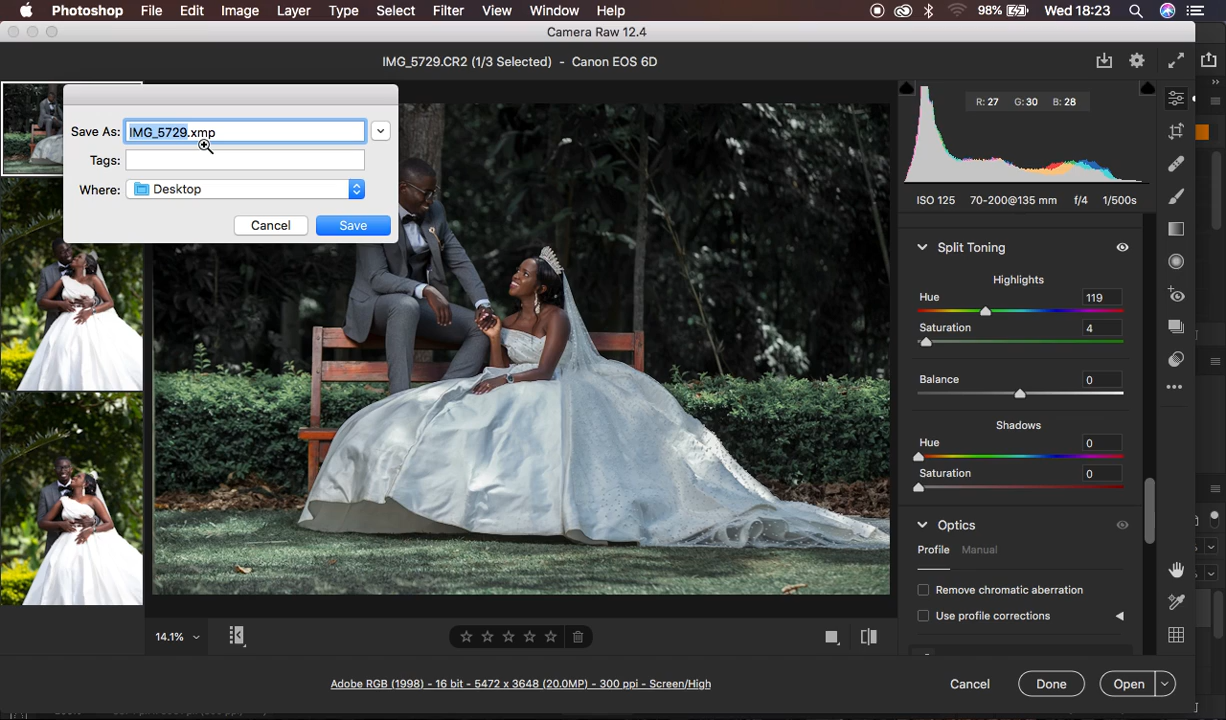 Photoshop File Edit Image Layer Type Select Filter View Window Help 98% Wed 18:23
Camera Raw 12.4
IMG_5729.CR2 (1/3 Selected) - Canon EOS 6D
Save As: IMG_5729.xmp
Tags:
Where: Desktop
Cancel Save
R: 27 G: 30 B: 28
ISO 125 70-200@135 mm f/4 1/500s
Split Toning
Highlights
Hue 119
Saturation 4
Balance 0
Shadows
Hue 0
Saturation 0
Optics
Profile Manual
Remove chromatic aberration
Use profile corrections
14.1%
Adobe RGB (1998) - 16 bit - 5472 x 3648 (20.0MP) - 300 ppi - Screen/High
Cancel Done Open